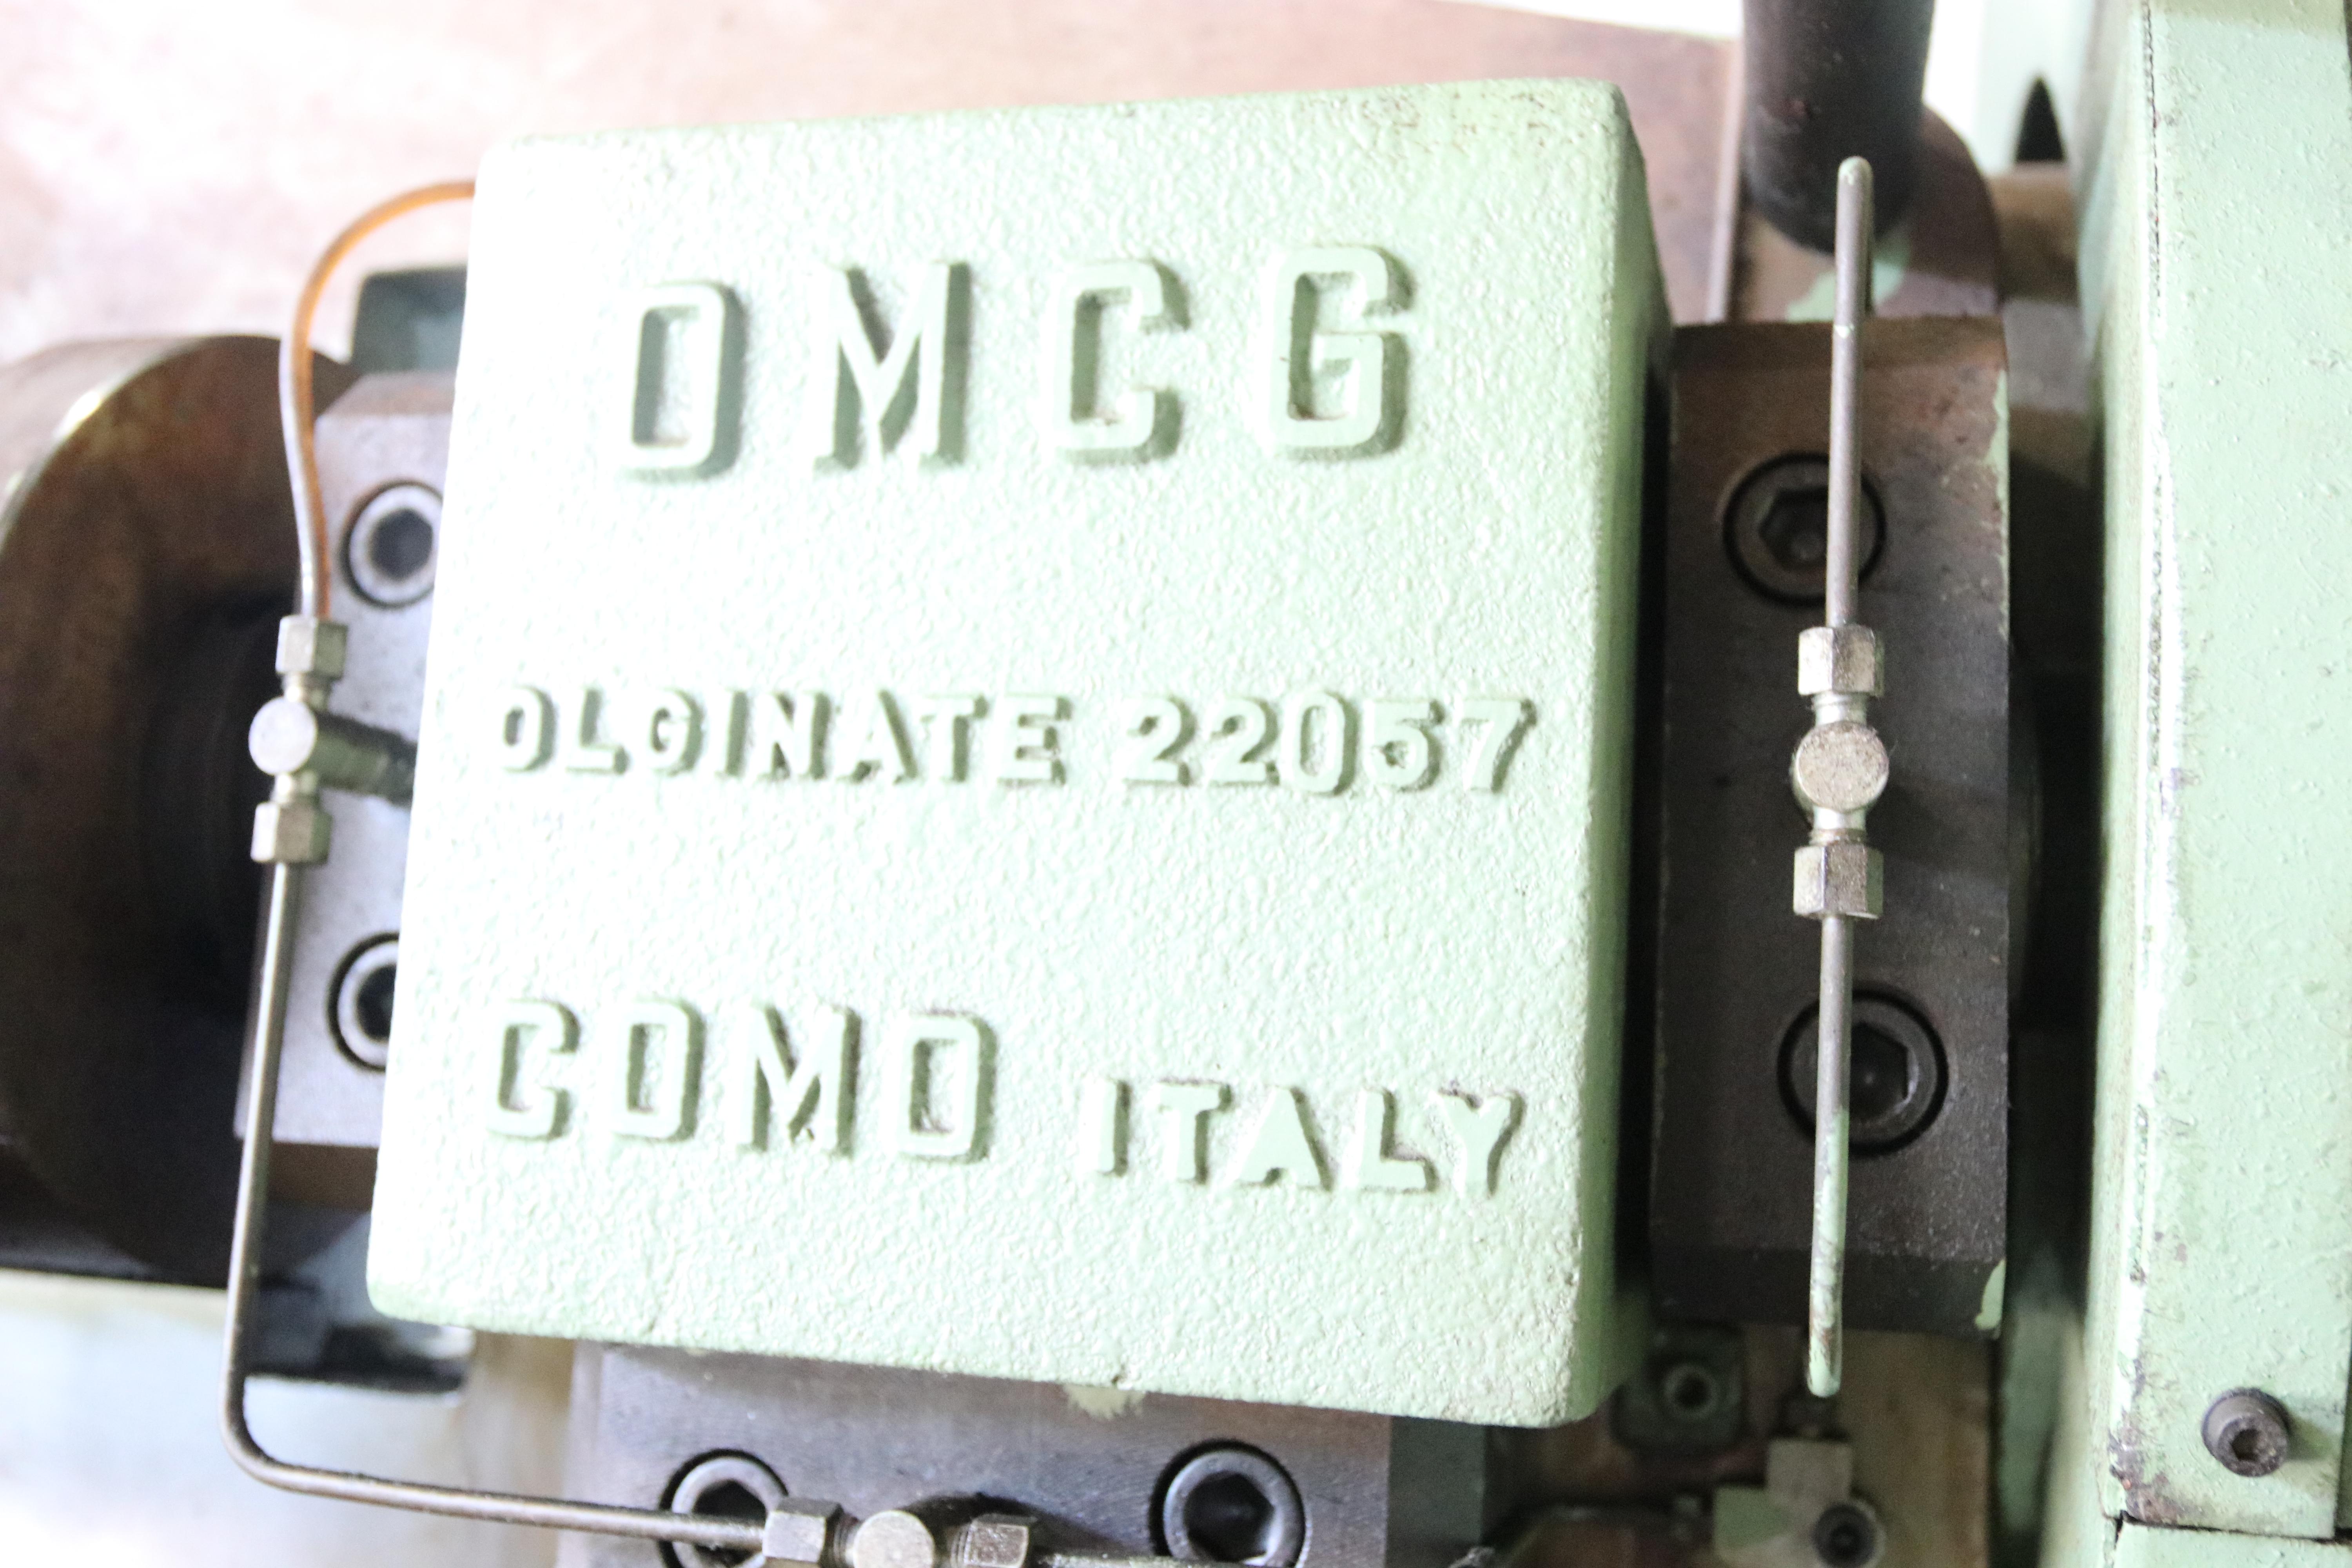 OMCG
OLGINATE 22057
COMO ITALY